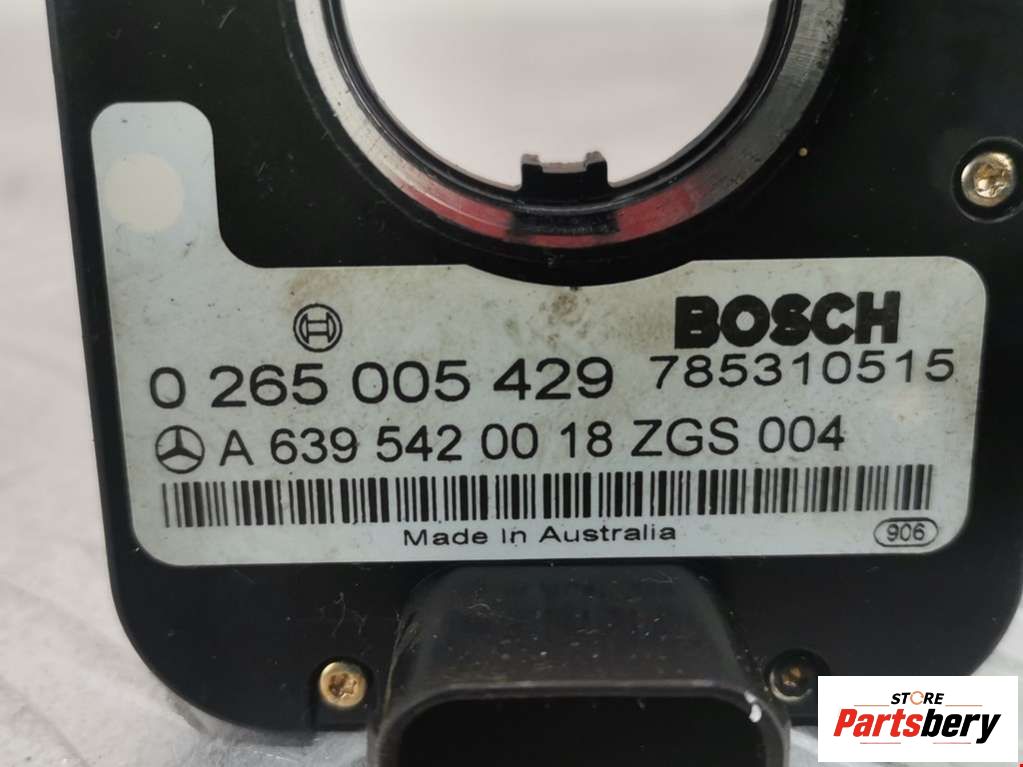 BOSCH
0 265 005 429 785310515
A 639 542 00 18 ZGS 004
Made In Australia
906
STORE
Partsbery